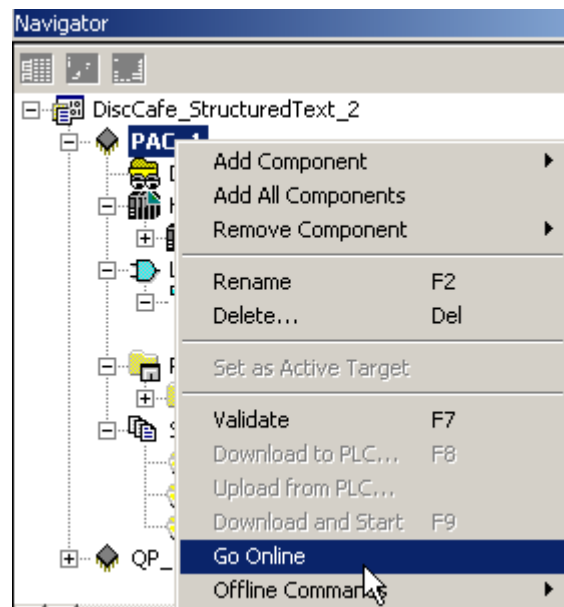 Navigator
DiscCafe_StructuredText_2
PAC_1
Add Component
Add All Components
Remove Component
Rename F2
Delete... Del
Set as Active Target
Validate F7
Download to PLC... F8
Upload from PLC...
Download and Start F9
Go Online
QP_
Offline Commands